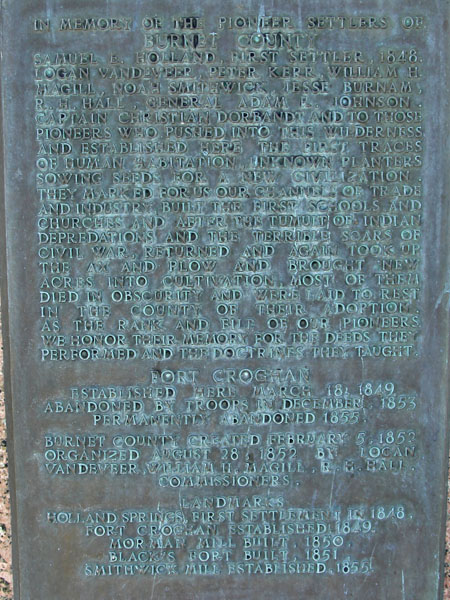 IN MEMORY OF THE PIONEER SETTLERS OF
BURNET COUNTY
SAMUEL E. HOLLAND, FIRST SETTLER, 1848.
LOGAN VANDEVEER, PETER KERR, WILLIAM H.
MAGILL, NOAH SMITHWICK, JESSE BURNAM,
R. H. HALL, GENERAL ADAM R. JOHNSON,
CAPTAIN CHRISTIAN DORBANDT AND TO THOSE
PIONEERS WHO PUSHED INTO THIS WILDERNESS
AND ESTABLISHED HERE THE FIRST TRACES
OF HUMAN HABITATION, UNKNOWN PLANTERS
SOWING SEEDS FOR A NEW CIVILIZATION.
THEY MARKED FOR US OUR CHANNELS OF TRADE
AND INDUSTRY, BUILT THE FIRST SCHOOLS AND
CHURCHES AND AFTER THE TUMULT OF INDIAN
DEPREDATIONS AND THE TERRIBLE SCARS OF
CIVIL WAR, RETURNED AND AGAIN TOOK UP
THE AX AND PLOW AND BROUGHT NEW
ACRES INTO CULTIVATION. MOST OF THEM
DIED IN OBSCURITY AND WERE LAID TO REST
IN THE COUNTY OF THEIR ADOPTION.
AS THE RANK AND FILE OF OUR PIONEERS
WE HONOR THEIR MEMORY FOR THE DEEDS THEY
PERFORMED AND THE DOCTRINES THEY TAUGHT.
FORT CROGHAN
ESTABLISHED HERE MARCH 18, 1849.
ABANDONED BY TROOPS IN DECEMBER, 1853
PERMANENTLY ABANDONED 1855.
BURNET COUNTY CREATED FEBRUARY 5, 1852
ORGANIZED AUGUST 28, 1852 BY LOGAN
VANDEVEER, WILLIAM H. MAGILL, R. H. HALL,
COMMISSIONERS.
LANDMARKS
HOLLAND SPRINGS, FIRST SETTLEMENT IN 1848.
FORT CROGHAN ESTABLISHED, 1849.
MORMAN MILL BUILT, 1850.
BLACK'S FORT BUILT, 1851.
SMITHWICK MILL ESTABLISHED, 1855.